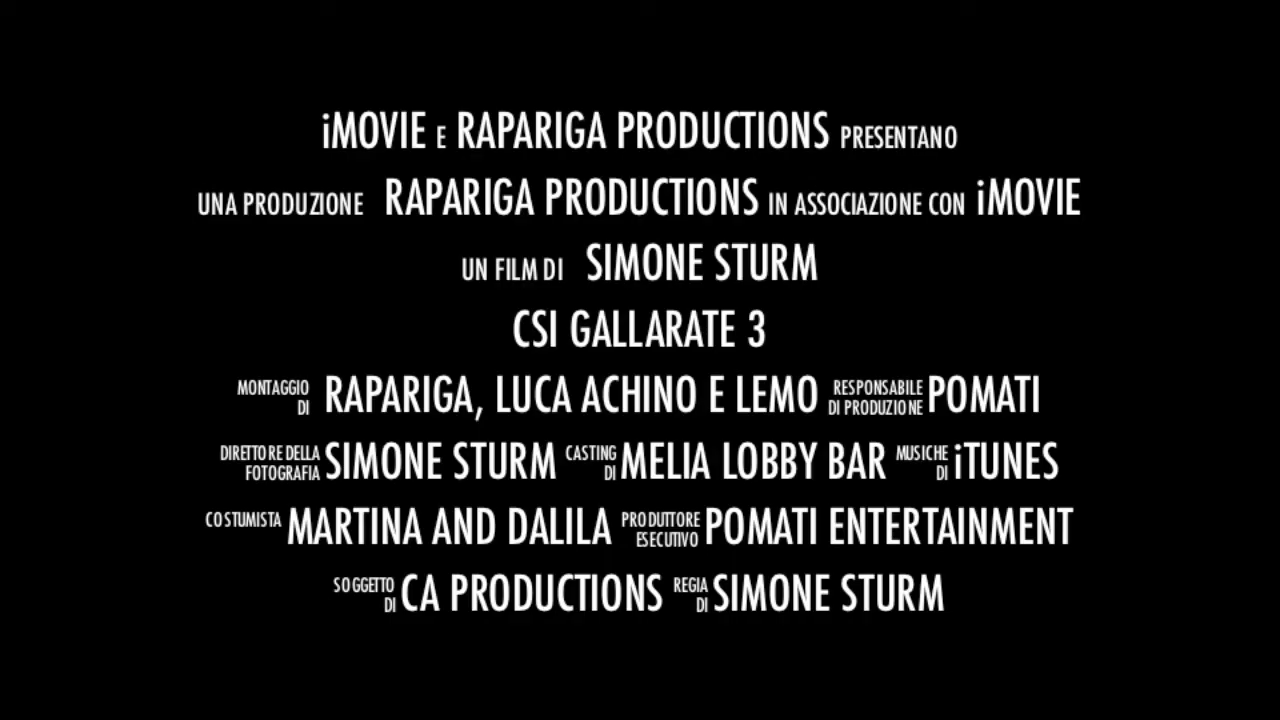 iMOVIE E RAPARIGA PRODUCTIONS PRESENTANO
UNA PRODUZIONE RAPARIGA PRODUCTIONS IN ASSOCIAZIONE CON iMOVIE
UN FILM DI SIMONE STURM
CSI GALLARATE 3
MONTAGGIO DI RAPARIGA, LUCA ACHINO E LEMO RESPONSABILE DI PRODUZIONE POMATI
DIRETTORE DELLA FOTOGRAFIA SIMONE STURM CASTING DI MELIA LOBBY BAR MUSICHE DI iTUNES
COSTUMISTA MARTINA AND DALILA PRODUTTORE ESECUTIVO POMATI ENTERTAINMENT
SOGGETTO DI CA PRODUCTIONS REGIA DI SIMONE STURM